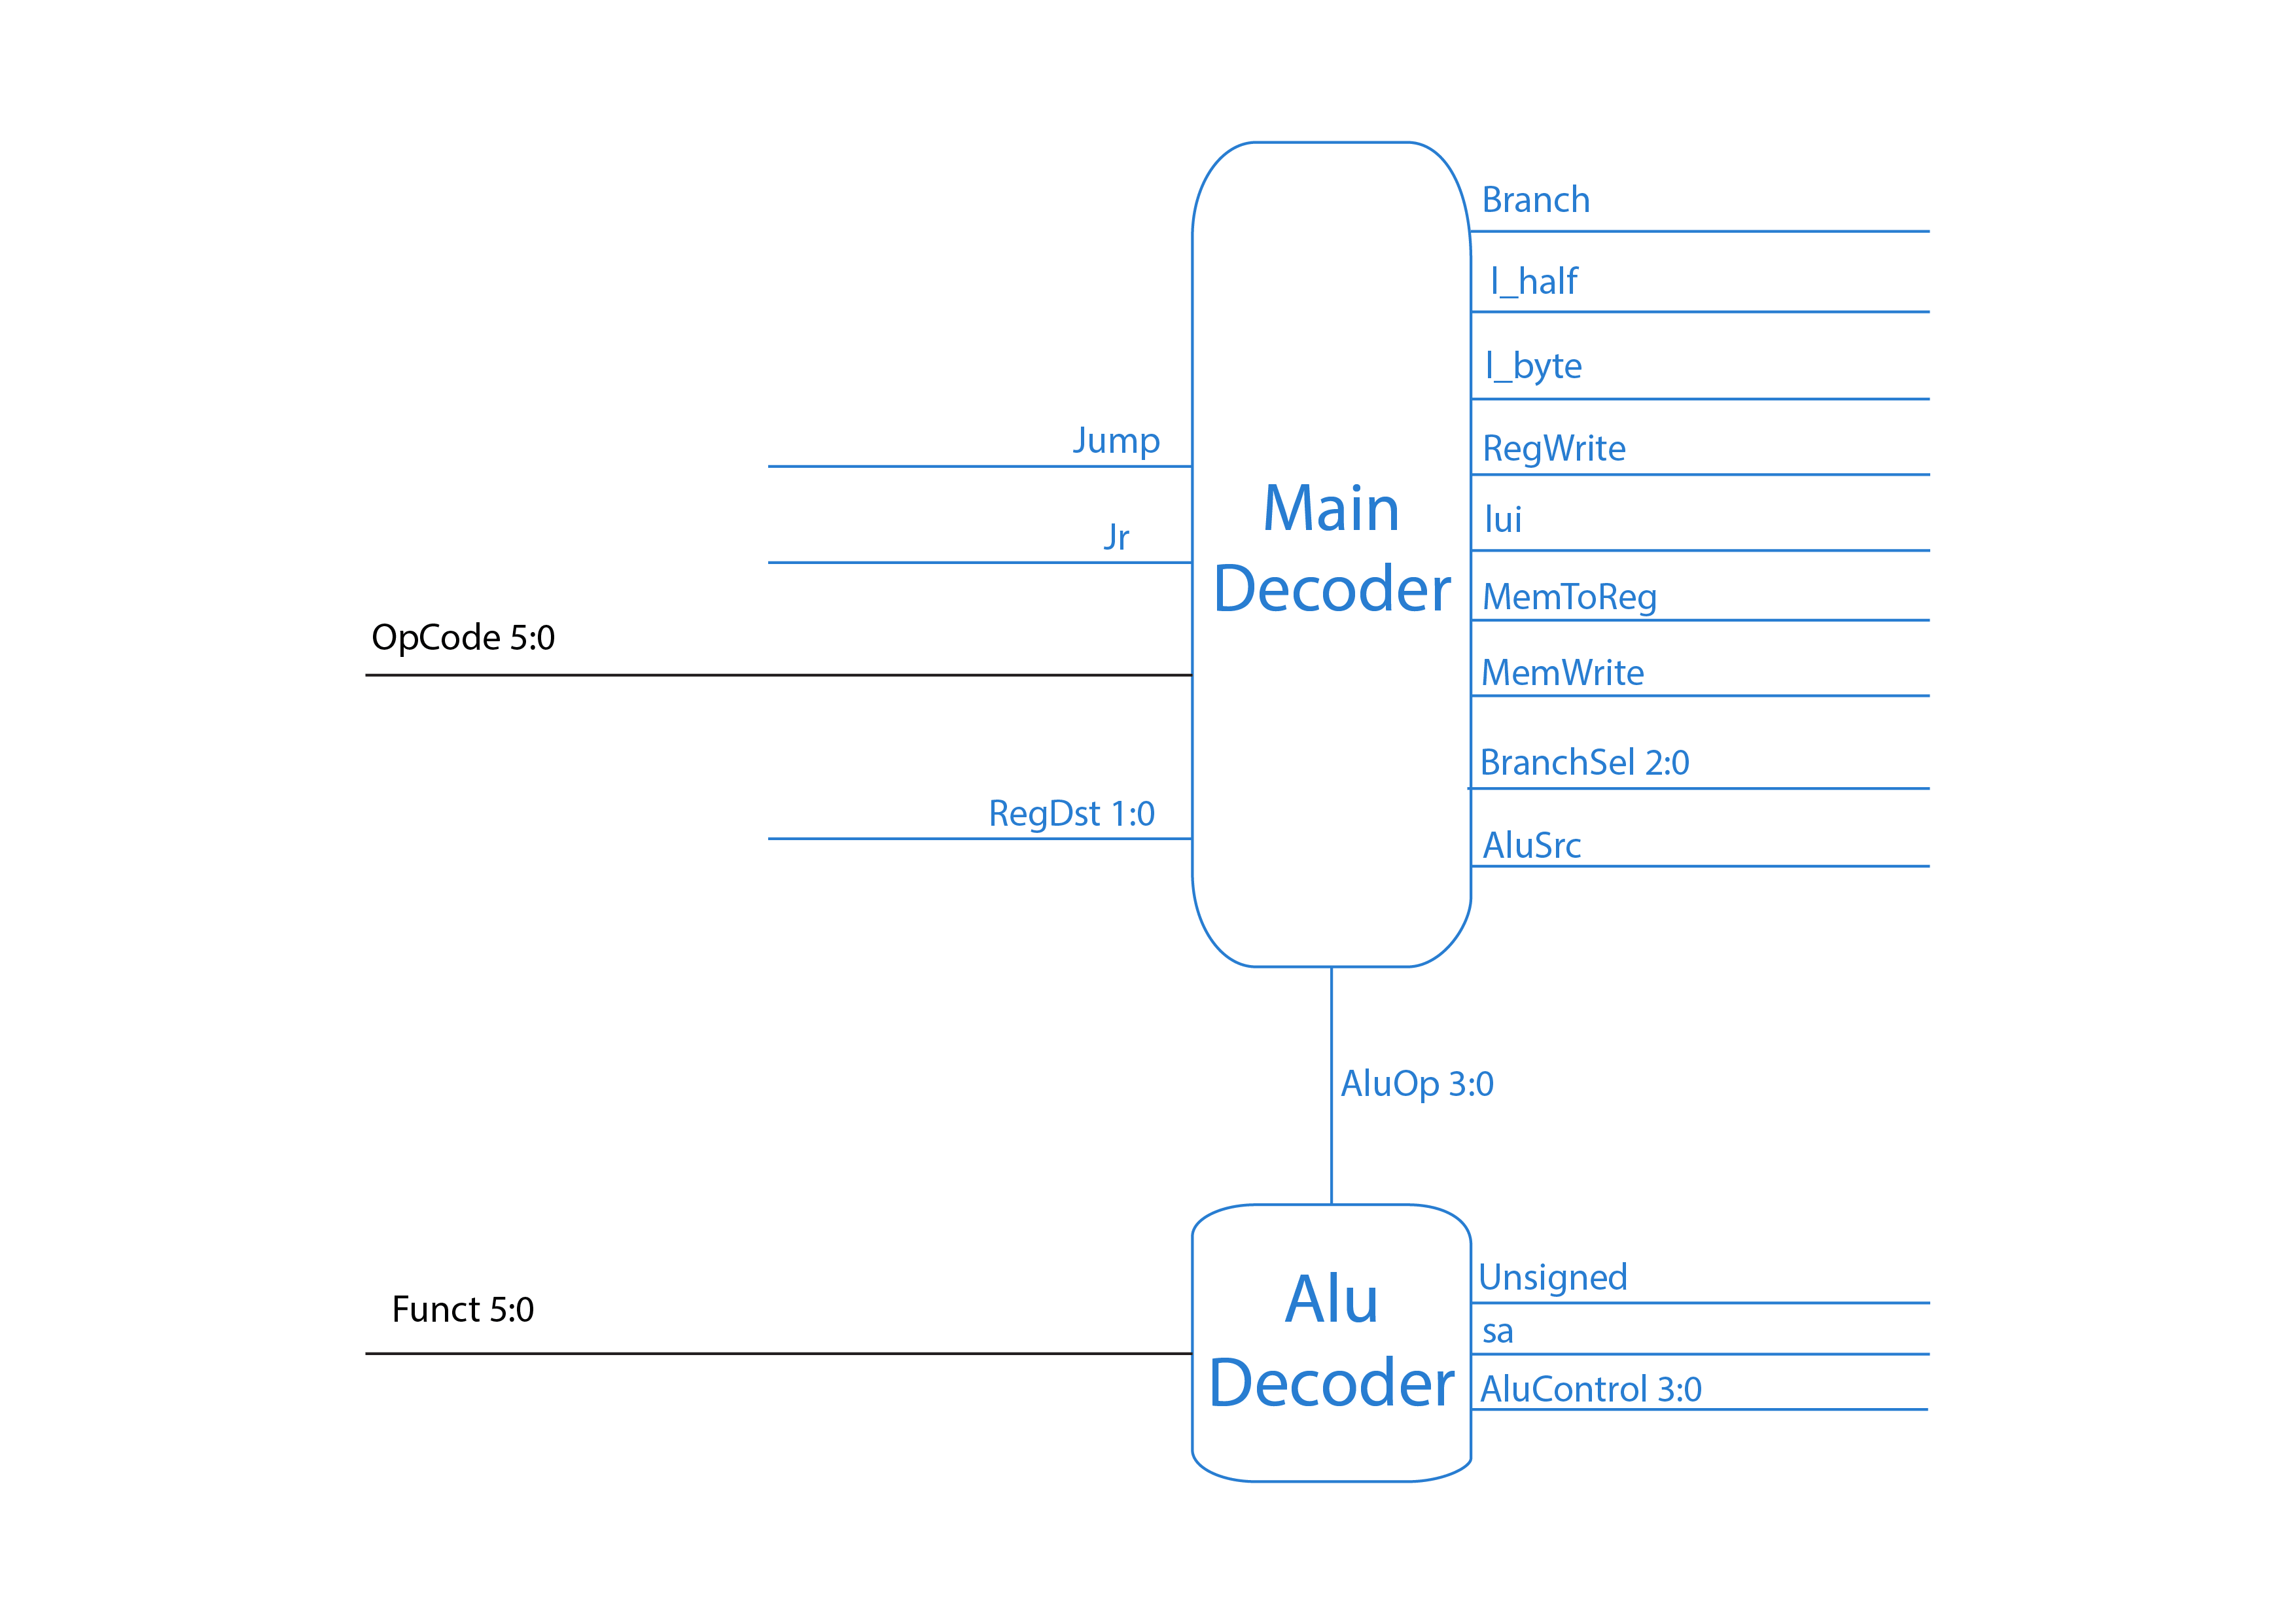 Branch
l_half
l_byte
Jump
RegWrite
Main
Decoder
Jr
lui
MemToReg
OpCode 5:0
MemWrite
BranchSel 2:0
RegDst 1:0
AluSrc
AluOp 3:0
Alu
Decoder
Unsigned
Funct 5:0
sa
AluControl 3:0